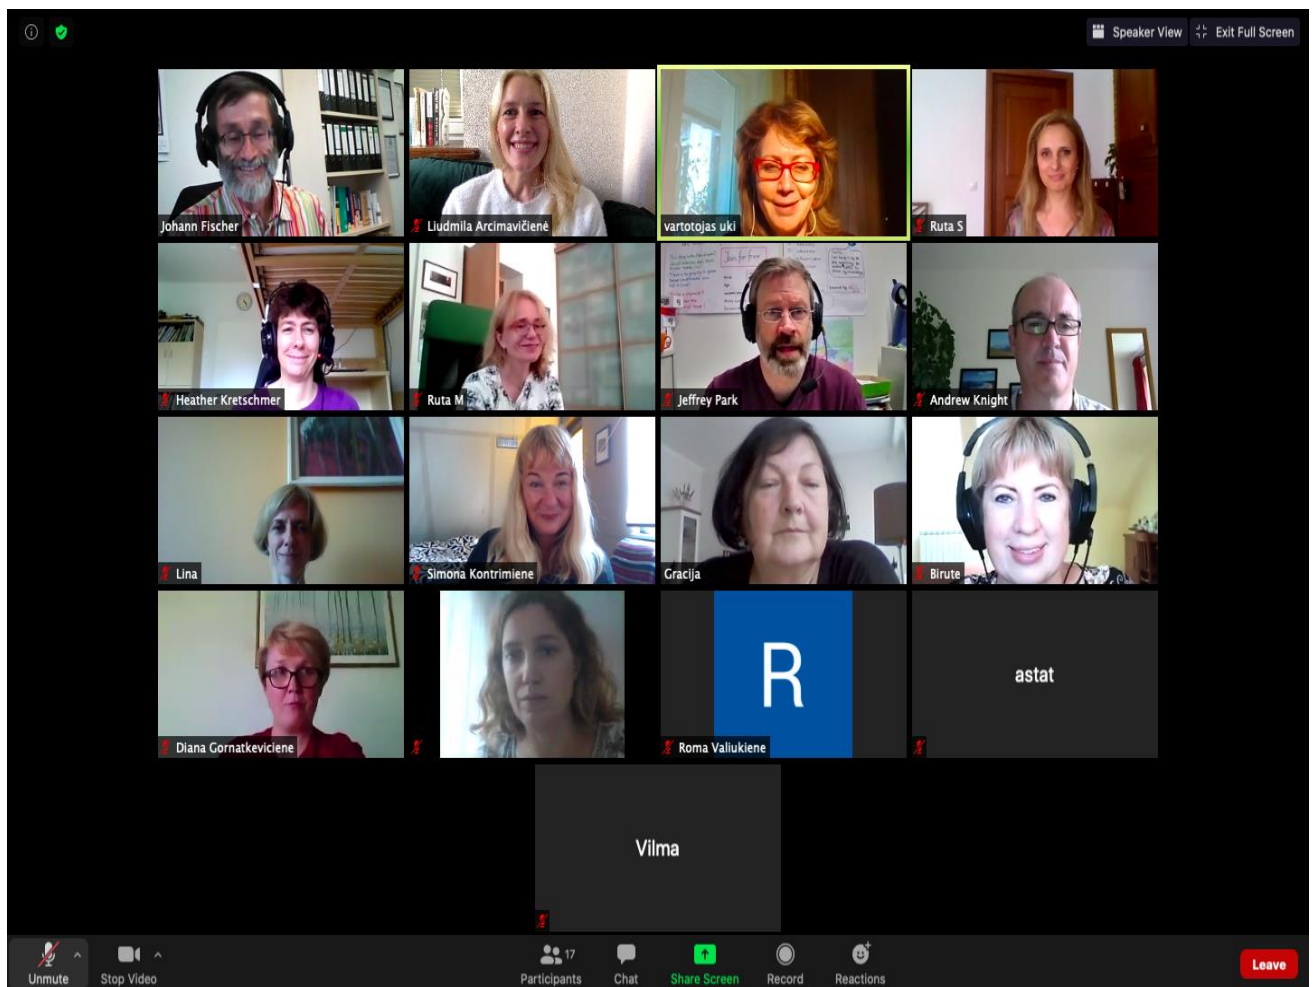 Speaker View
Exit Full Screen
Johann Fischer
Liudmila Arcimavičienė
vartotojas uki
Ruta S
Heather Kretschmer
Ruta M
Jeffrey Park
Andrew Knight
Lina
Simona Kontrimiene
Gracija
Birute
Diana Gornatkeviciene
R
Roma Valiukiene
astat
Vilma
Unmute
Stop Video
17
Participants
Chat
Share Screen
Record
Reactions
Leave